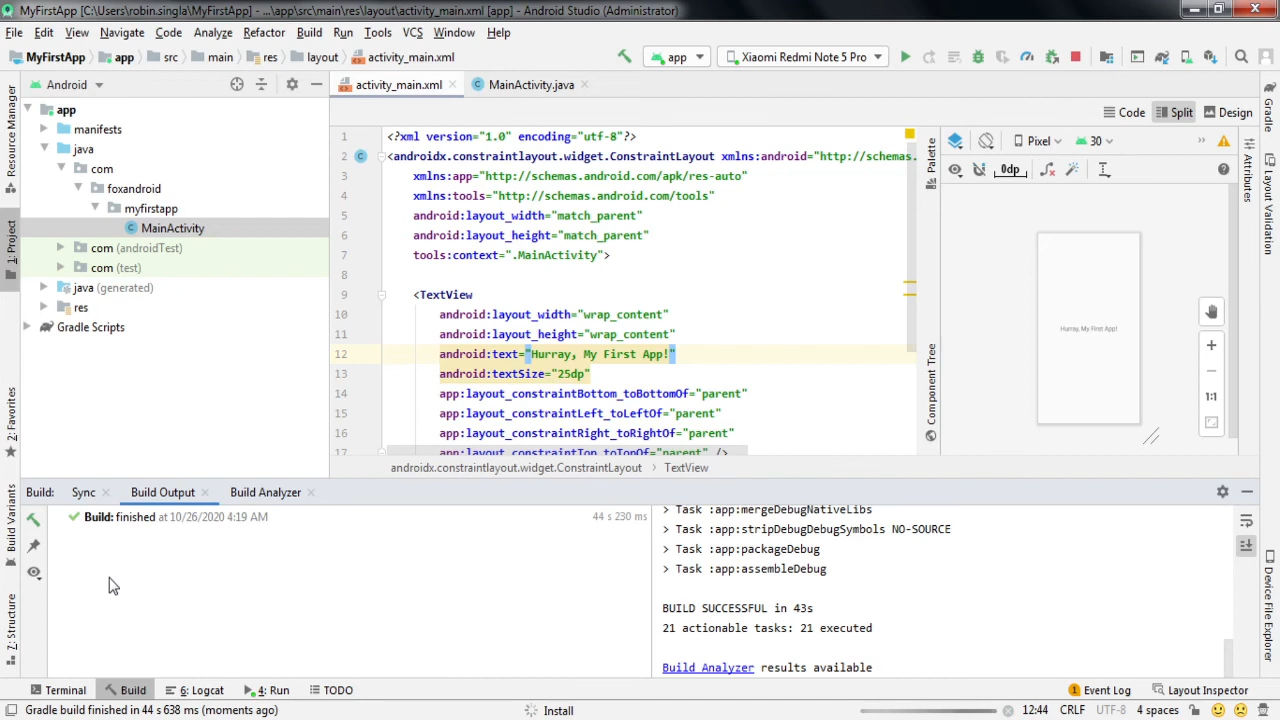 MyFirstApp [C:\Users\robin.singla\MyFirstApp] - ...\app\src\main\res\layout\activity_main.xml [app] - Android Studio (Administrator)
File Edit View Navigate Code Analyze Refactor Build Run Tools VCS Window Help
MyFirstApp app src main res layout activity_main.xml app Xiaomi Redmi Note 5 Pro
Android activity_main.xml MainActivity.java
Code Split Design
Resource Manager
1: Project
2: Favorites
Build Variants
7: Structure
app
manifests
java
com
foxandroid
myfirstapp
MainActivity
com (androidTest)
com (test)
java (generated)
res
Gradle Scripts
1 <?xml version="1.0" encoding="utf-8"?>
2 <androidx.constraintlayout.widget.ConstraintLayout xmlns:android="http://schemas.
3 xmlns:app="http://schemas.android.com/apk/res-auto"
4 xmlns:tools="http://schemas.android.com/tools"
5 android:layout_width="match_parent"
6 android:layout_height="match_parent"
7 tools:context=".MainActivity">
8
9 <TextView
10 android:layout_width="wrap_content"
11 android:layout_height="wrap_content"
12 android:text="Hurray, My First App!"
13 android:textSize="25dp"
14 app:layout_constraintBottom_toBottomOf="parent"
15 app:layout_constraintLeft_toLeftOf="parent"
16 app:layout_constraintRight_toRightOf="parent"
17 app:layout_constraintTop_toTopOf="parent" />
androidx.constraintlayout.widget.ConstraintLayout TextView
Palette
Component Tree
Pixel 30
0dp
Hurray, My First App!
1:1
Gradle
Attributes
Layout Validation
Device File Explorer
Build: Sync Build Output Build Analyzer
Build: finished at 10/26/2020 4:19 AM 44 s 230 ms
> Task :app:mergeDebugNativeLibs
> Task :app:stripDebugDebugSymbols NO-SOURCE
> Task :app:packageDebug
> Task :app:assembleDebug
BUILD SUCCESSFUL in 43s
21 actionable tasks: 21 executed
Build Analyzer results available
Terminal Build 6: Logcat 4: Run TODO 1 Event Log Layout Inspector
Gradle build finished in 44 s 638 ms (moments ago) Install 12:44 CRLF UTF-8 4 spaces